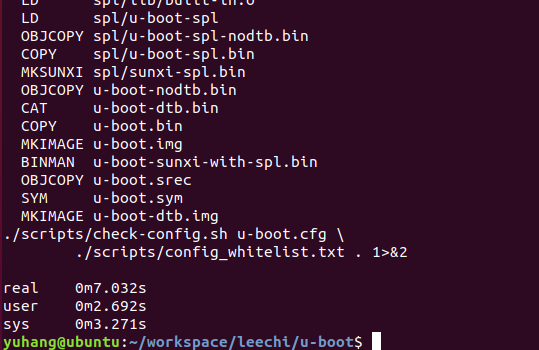 LD      spl/lib/built-in.o
LD      spl/u-boot-spl
OBJCOPY spl/u-boot-spl-nodtb.bin
COPY    spl/u-boot-spl.bin
MKSUNXI spl/sunxi-spl.bin
OBJCOPY u-boot-nodtb.bin
CAT     u-boot-dtb.bin
COPY    u-boot.bin
MKIMAGE u-boot.img
BINMAN  u-boot-sunxi-with-spl.bin
OBJCOPY u-boot.srec
SYM     u-boot.sym
MKIMAGE u-boot-dtb.img
./scripts/check-config.sh u-boot.cfg \
./scripts/config_whitelist.txt . 1>&2
real    0m7.032s
user    0m2.692s
sys     0m3.271s
yuhang@ubuntu:~/workspace/leechi/u-boot$